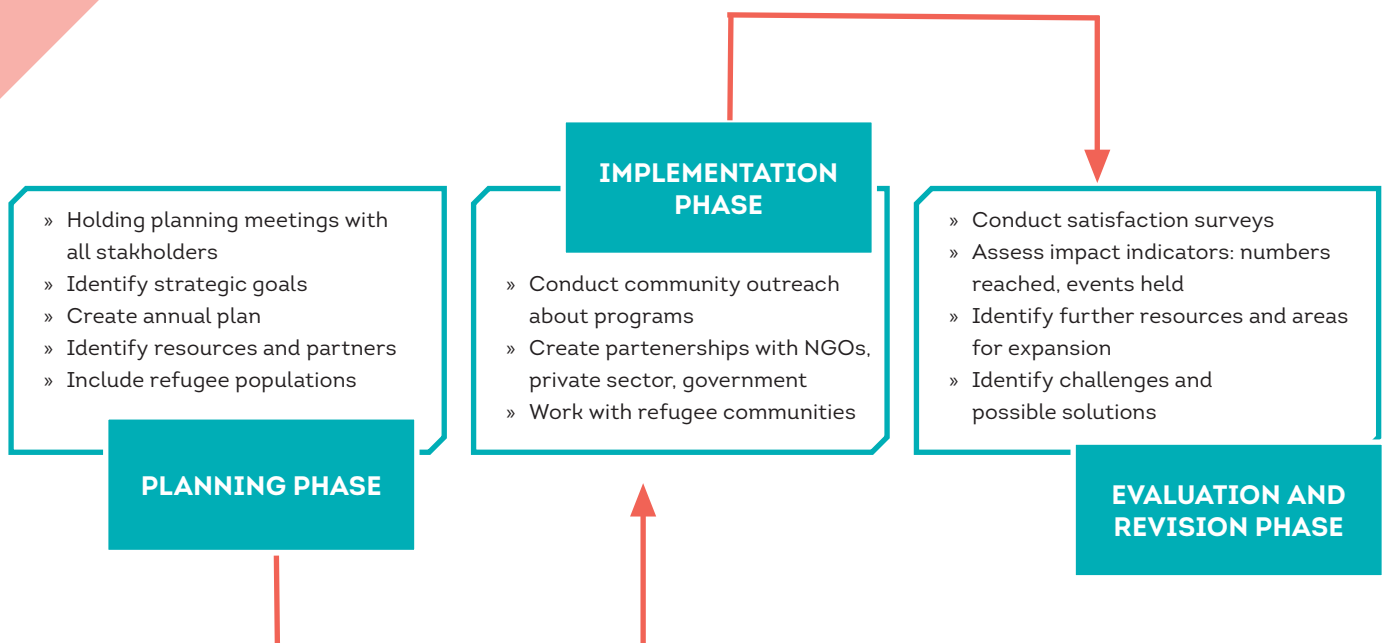 » Holding planning meetings with
all stakholders
» Identify strategic goals
» Create annual plan
» Identify resources and partners
» Include refugee populations
PLANNING PHASE
IMPLEMENTATION
PHASE
» Conduct community outreach
about programs
» Create partenerships with NGOs,
private sector, government
» Work with refugee communities
» Conduct satisfaction surveys
» Assess impact indicators: numbers
reached, events held
» Identify further resources and areas
for expansion
» Identify challenges and
possible solutions
EVALUATION AND
REVISION PHASE